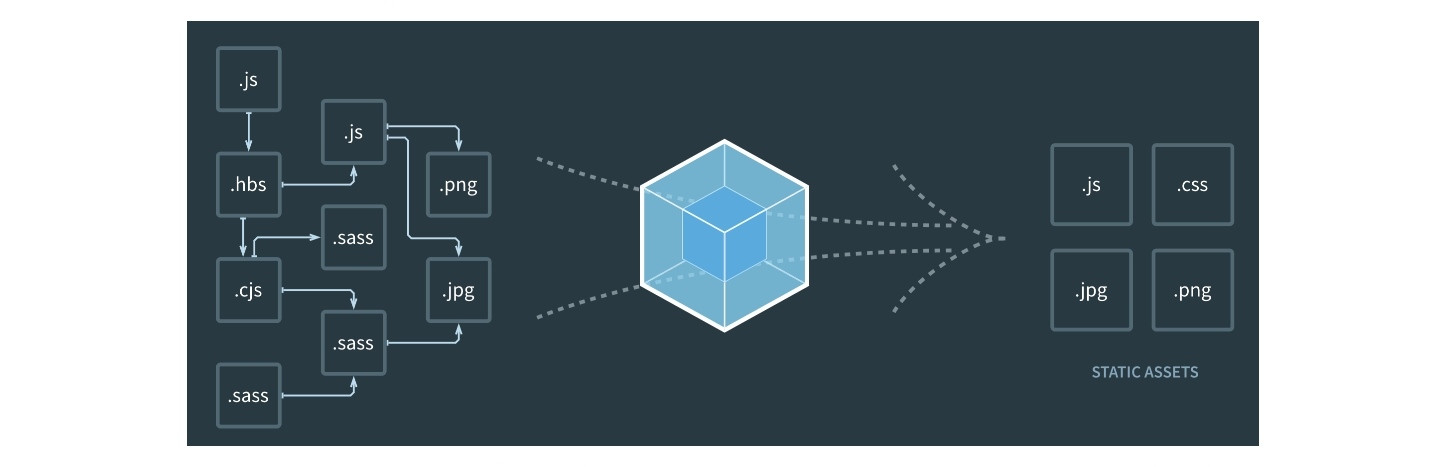 .js
.js
.hbs
.png
.sass
.cjs
.jpg
.sass
.sass
.js
.css
.jpg
.png
STATIC ASSETS